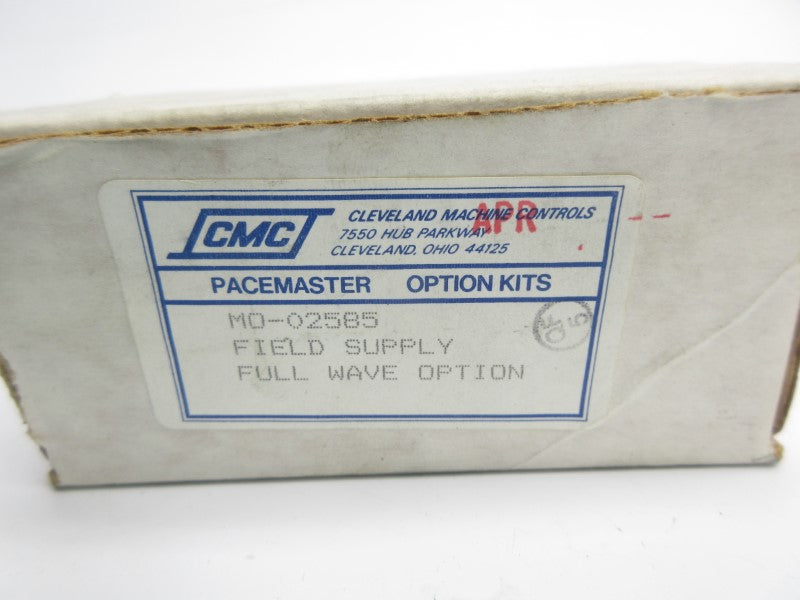 CMC
CLEVELAND MACHINE CONTROLS
7550 HUB PARKWAY
CLEVELAND, OHIO 44125
APR
PACEMASTER OPTION KITS
MO-02585
FIELD SUPPLY
FULL WAVE OPTION
5